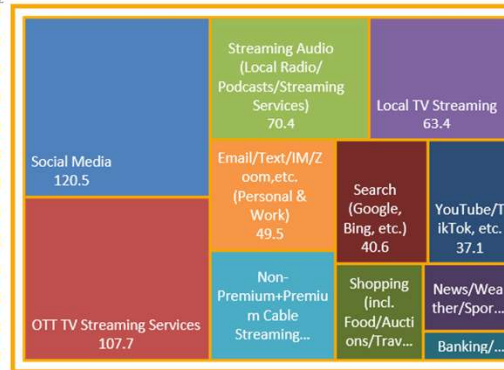 Social Media
120.5
OTT TV Streaming Services
107.7
Streaming Audio
(Local Radio/
Podcasts/Streaming
Services)
70.4
Local TV Streaming
63.4
Email/Text/IM/Z
oom,etc.
(Personal &
Work)
49.5
Non-
Premium+Premiu
m Cable
Streaming...
Search
(Google,
Bing, etc.)
40.6
YouTube/T
ikTok, etc.
37.1
Shopping
(incl.
Food/Aucti
ons/Trav...
News/Wea
ther/Spor...
Banking/...